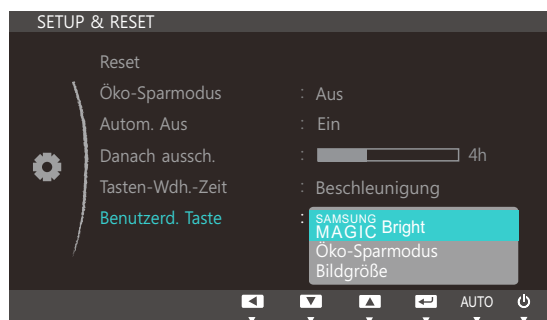 SETUP & RESET
Reset
Öko-Sparmodus : Aus
Autom. Aus : Ein
Danach aussch. : 4h
Tasten-Wdh.-Zeit : Beschleunigung
Benutzerd. Taste : SAMSUNG MAGIC Bright
Öko-Sparmodus
Bildgröße
AUTO